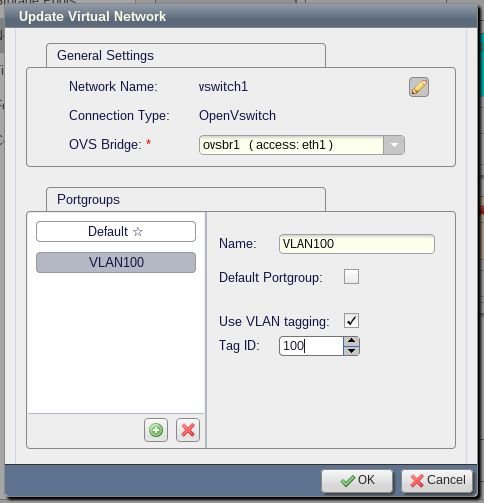 Update Virtual Network
General Settings
Network Name: vswitch1
Connection Type: OpenVswitch
OVS Bridge: * ovsbr1 ( access: eth1 )
Portgroups
Default ☆
VLAN100
Name: VLAN100
Default Portgroup:
Use VLAN tagging: ✓
Tag ID: 100
OK Cancel